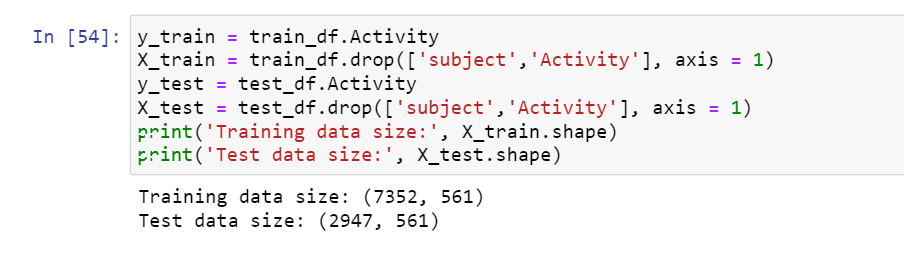 In [54]: y_train = train_df.Activity
X_train = train_df.drop(['subject','Activity'], axis = 1)
y_test = test_df.Activity
X_test = test_df.drop(['subject','Activity'], axis = 1)
print('Training data size:', X_train.shape)
print('Test data size:', X_test.shape)
Training data size: (7352, 561)
Test data size: (2947, 561)